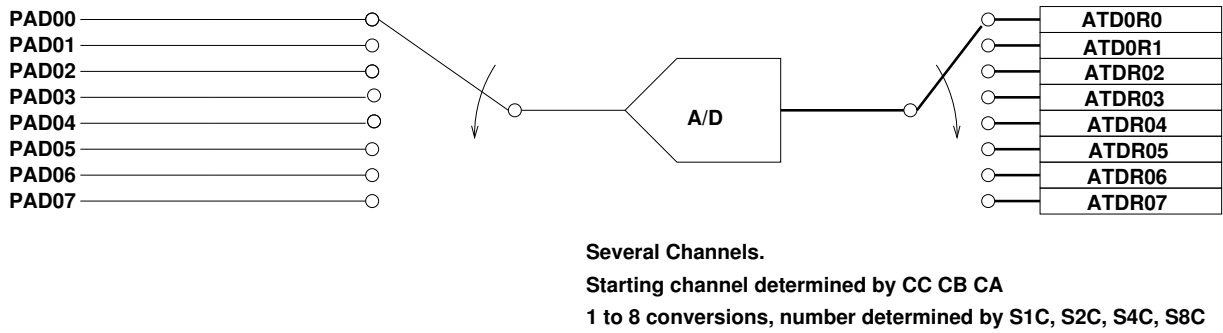 PAD00
PAD01
PAD02
PAD03
PAD04
PAD05
PAD06
PAD07
A/D
ATD0R0
ATD0R1
ATDR02
ATDR03
ATDR04
ATDR05
ATDR06
ATDR07
Several Channels.
Starting channel determined by CC CB CA
1 to 8 conversions, number determined by S1C, S2C, S4C, S8C